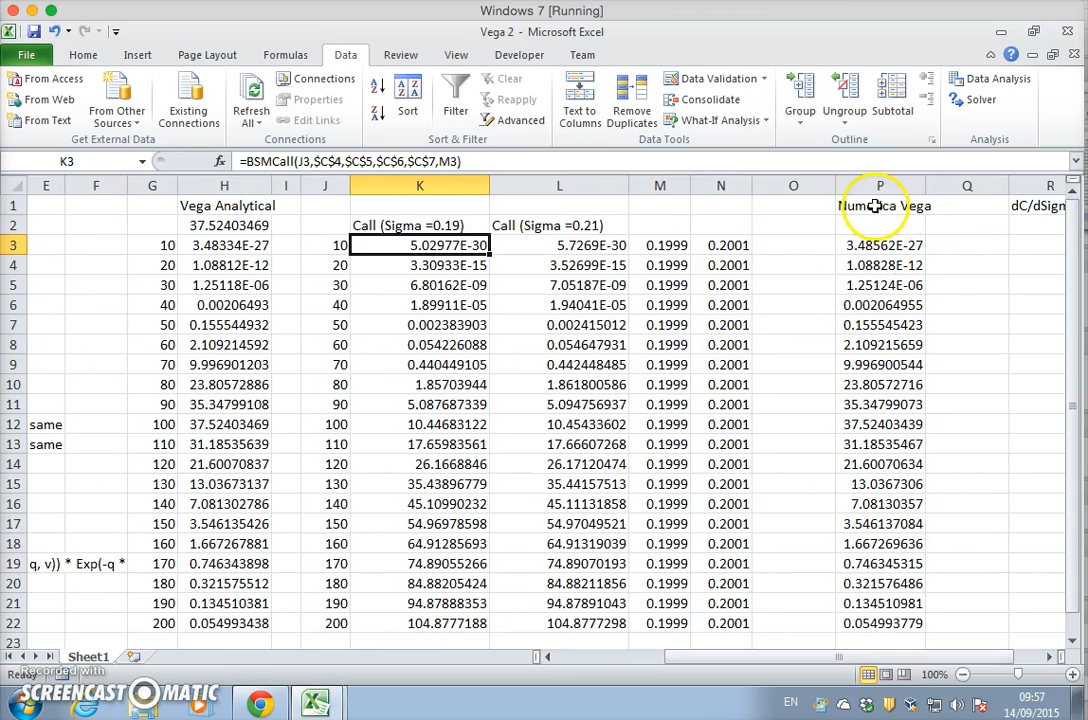 Windows 7 [Running]
Vega 2 - Microsoft Excel
File Home Insert Page Layout Formulas Data Review View Developer Team
From Access
From Web
From Text
From Other Sources
Existing Connections
Get External Data
Refresh All
Connections
Properties
Edit Links
Connections
Sort
Filter
Clear
Reapply
Advanced
Sort & Filter
Text to Columns
Remove Duplicates
Data Validation
Consolidate
What-If Analysis
Data Tools
Group
Ungroup
Subtotal
Outline
Data Analysis
Solver
Analysis
K3 fx =BSMCall(J3,$C$4,$C$5,$C$6,$C$7,M3)
E F G H I J K L M N O P Q R
1 Vega Analytical Numerica Vega dC/dSigm
2 37.52403469 Call (Sigma =0.19) Call (Sigma =0.21)
3 10 3.48334E-27 10 5.02977E-30 5.7269E-30 0.1999 0.2001 3.48562E-27
4 20 1.08812E-12 20 3.30933E-15 3.52699E-15 0.1999 0.2001 1.08828E-12
5 30 1.25118E-06 30 6.80162E-09 7.05187E-09 0.1999 0.2001 1.25124E-06
6 40 0.00206493 40 1.89911E-05 1.94041E-05 0.1999 0.2001 0.002064955
7 50 0.155544932 50 0.002383903 0.002415012 0.1999 0.2001 0.155545423
8 60 2.109214592 60 0.054226088 0.054647931 0.1999 0.2001 2.109215659
9 70 9.996901203 70 0.440449105 0.442448485 0.1999 0.2001 9.996900544
10 80 23.80572886 80 1.85703944 1.861800586 0.1999 0.2001 23.80572716
11 90 35.34799108 90 5.087687339 5.094756937 0.1999 0.2001 35.34799073
12 same 100 37.52403469 100 10.44683122 10.45433602 0.1999 0.2001 37.52403439
13 same 110 31.18535639 110 17.65983561 17.66607268 0.1999 0.2001 31.18535467
14 120 21.60070837 120 26.1668846 26.17120474 0.1999 0.2001 21.60070634
15 130 13.03673137 130 35.43896779 35.44157513 0.1999 0.2001 13.0367306
16 140 7.081302786 140 45.10990232 45.11131858 0.1999 0.2001 7.08130357
17 150 3.546135426 150 54.96978598 54.97049521 0.1999 0.2001 3.546137084
18 160 1.667267881 160 64.91285693 64.91319039 0.1999 0.2001 1.667269636
19 q, v)) * Exp(-q * 170 0.746343898 170 74.89055266 74.89070193 0.1999 0.2001 0.746345315
20 180 0.321575512 180 84.88205424 84.88211856 0.1999 0.2001 0.321576486
21 190 0.134510381 190 94.87888353 94.87891043 0.1999 0.2001 0.134510981
22 200 0.054993438 200 104.8777188 104.8777298 0.1999 0.2001 0.054993779
23
Sheet1
Ready 100%
Recorded with
SCREENCAST MATIC
EN
09:57
14/09/2015